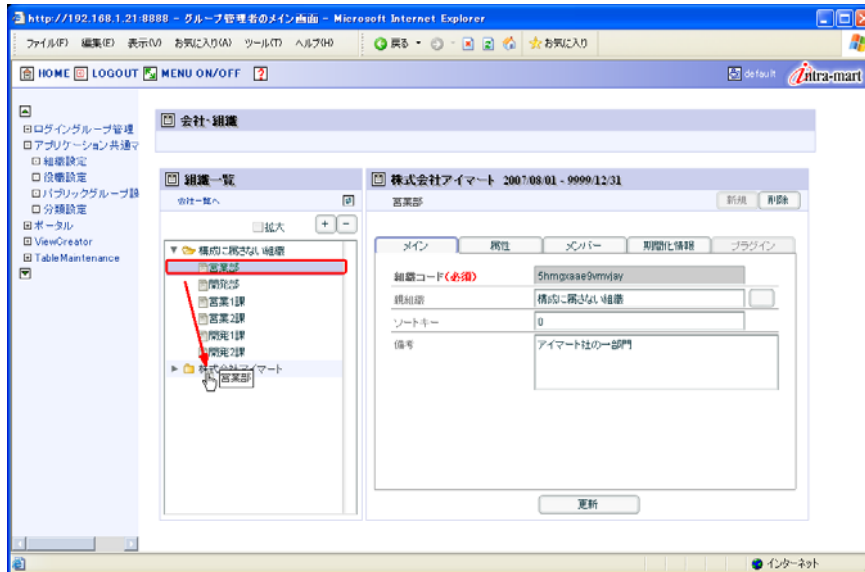 http://192.168.1.21:8888 - グループ管理者のメイン画面 - Microsoft Internet Explorer
ファイル(F) 編集(E) 表示(V) お気に入り(A) ツール(T) ヘルプ(H) 戻る お気に入り
HOME LOGOUT MENU ON/OFF ? default intra-mart
ログイングループ管理
アプリケーション共通マ
組織設定
役職設定
パブリックグループ設
分類設定
ポータル
ViewCreator
TableMaintenance
会社・組織
組織一覧
会社一覧へ
拡大 + -
構成に属さない組織
営業部
開発部
営業1課
営業2課
開発1課
開発2課
株式会社アイマート
営業部
株式会社アイマート 2007/08/01 - 9999/12/31
営業部 新規 削除
メイン 属性 メンバー 期間化情報 プラグイン
組織コード(必須) 5hmgxaae9vmvjay
親組織 構成に属さない組織
ソートキー 0
備考 アイマート社の一部門
更新
インターネット